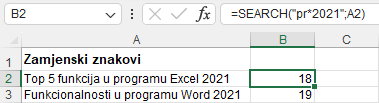 B2 fx =SEARCH("pr*2021";A2)
A B C
1 Zamjenski znakovi
2 Top 5 funkcija u programu Excel 2021 18
3 Funkcionalnosti u programu Word 2021 19